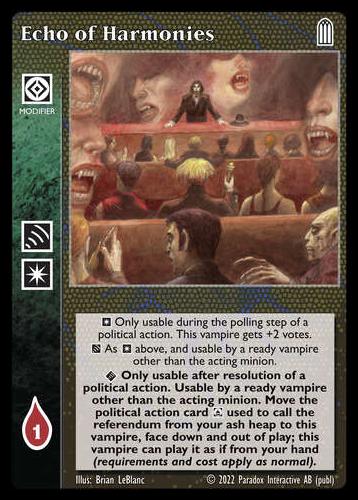 Echo of Harmonies
MODIFIER
Only usable during the polling step of a
political action. This vampire gets +2 votes.
As above, and usable by a ready vampire
other than the acting minion.
Only usable after resolution of a
political action. Usable by a ready vampire
other than the acting minion. Move the
political action card used to call the
referendum from your ash heap to this
vampire, face down and out of play; this
vampire can play it as if from your hand
(requirements and cost apply as normal).
1
Illus: Brian LeBlanc © 2022 Paradox Interactive AB (publ)